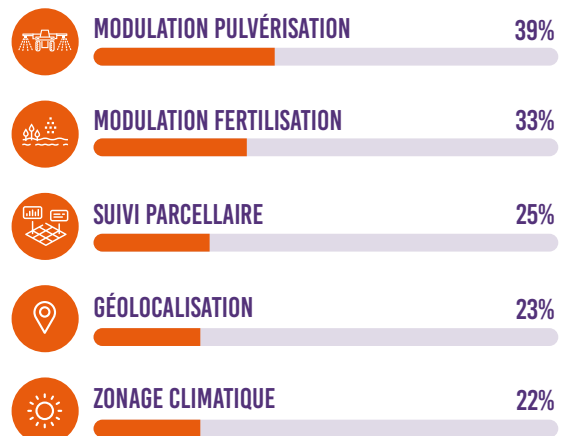 MODULATION PULVÉRISATION 39%
MODULATION FERTILISATION 33%
SUIVI PARCELLAIRE 25%
GÉOLOCALISATION 23%
ZONAGE CLIMATIQUE 22%